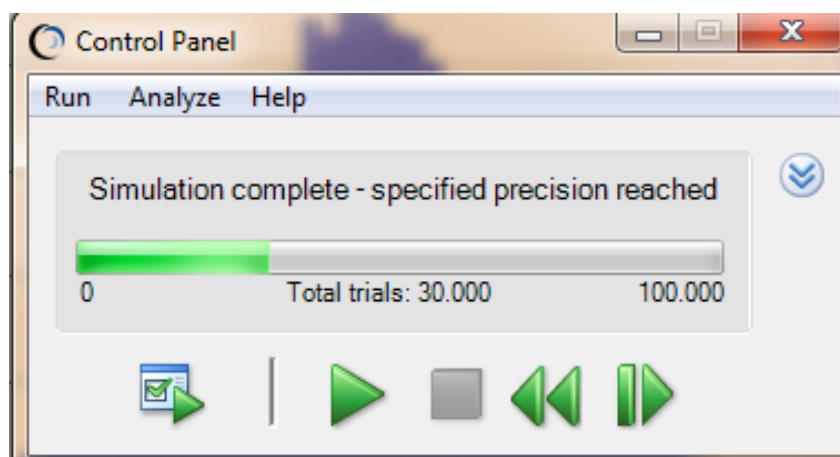 Control Panel
Run Analyze Help
Simulation complete - specified precision reached
0 Total trials: 30.000 100.000